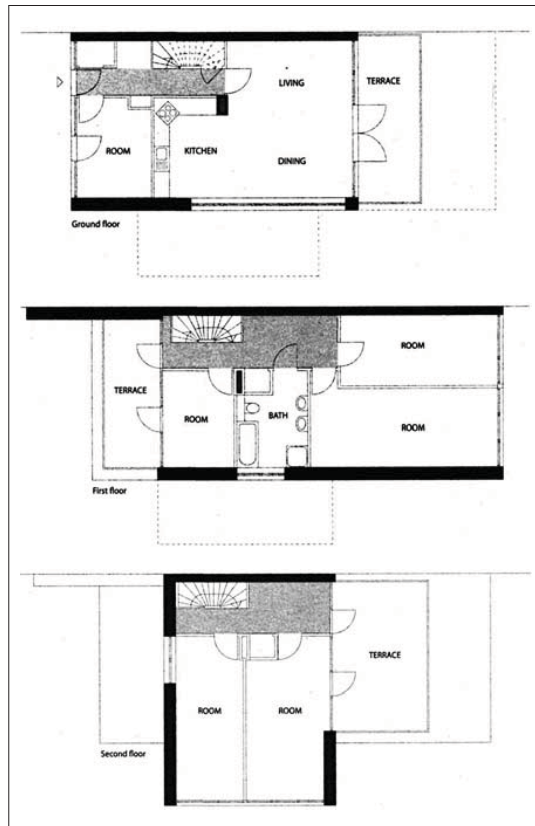 LIVING
TERRACE
ROOM
KITCHEN
DINING
Ground floor
ROOM
TERRACE
ROOM
BATH
ROOM
First floor
TERRACE
ROOM
ROOM
Second floor